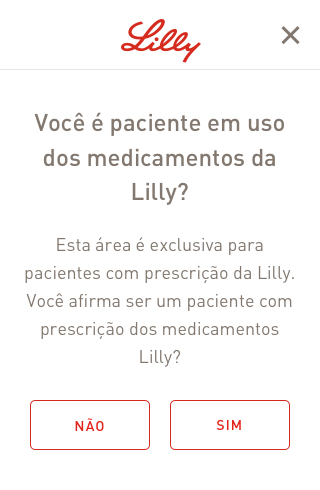 Lilly
Você é paciente em uso
dos medicamentos da
Lilly?
Esta área é exclusiva para
pacientes com prescrição da Lilly.
Você afirma ser um paciente com
prescrição dos medicamentos
Lilly?
NÃO SIM